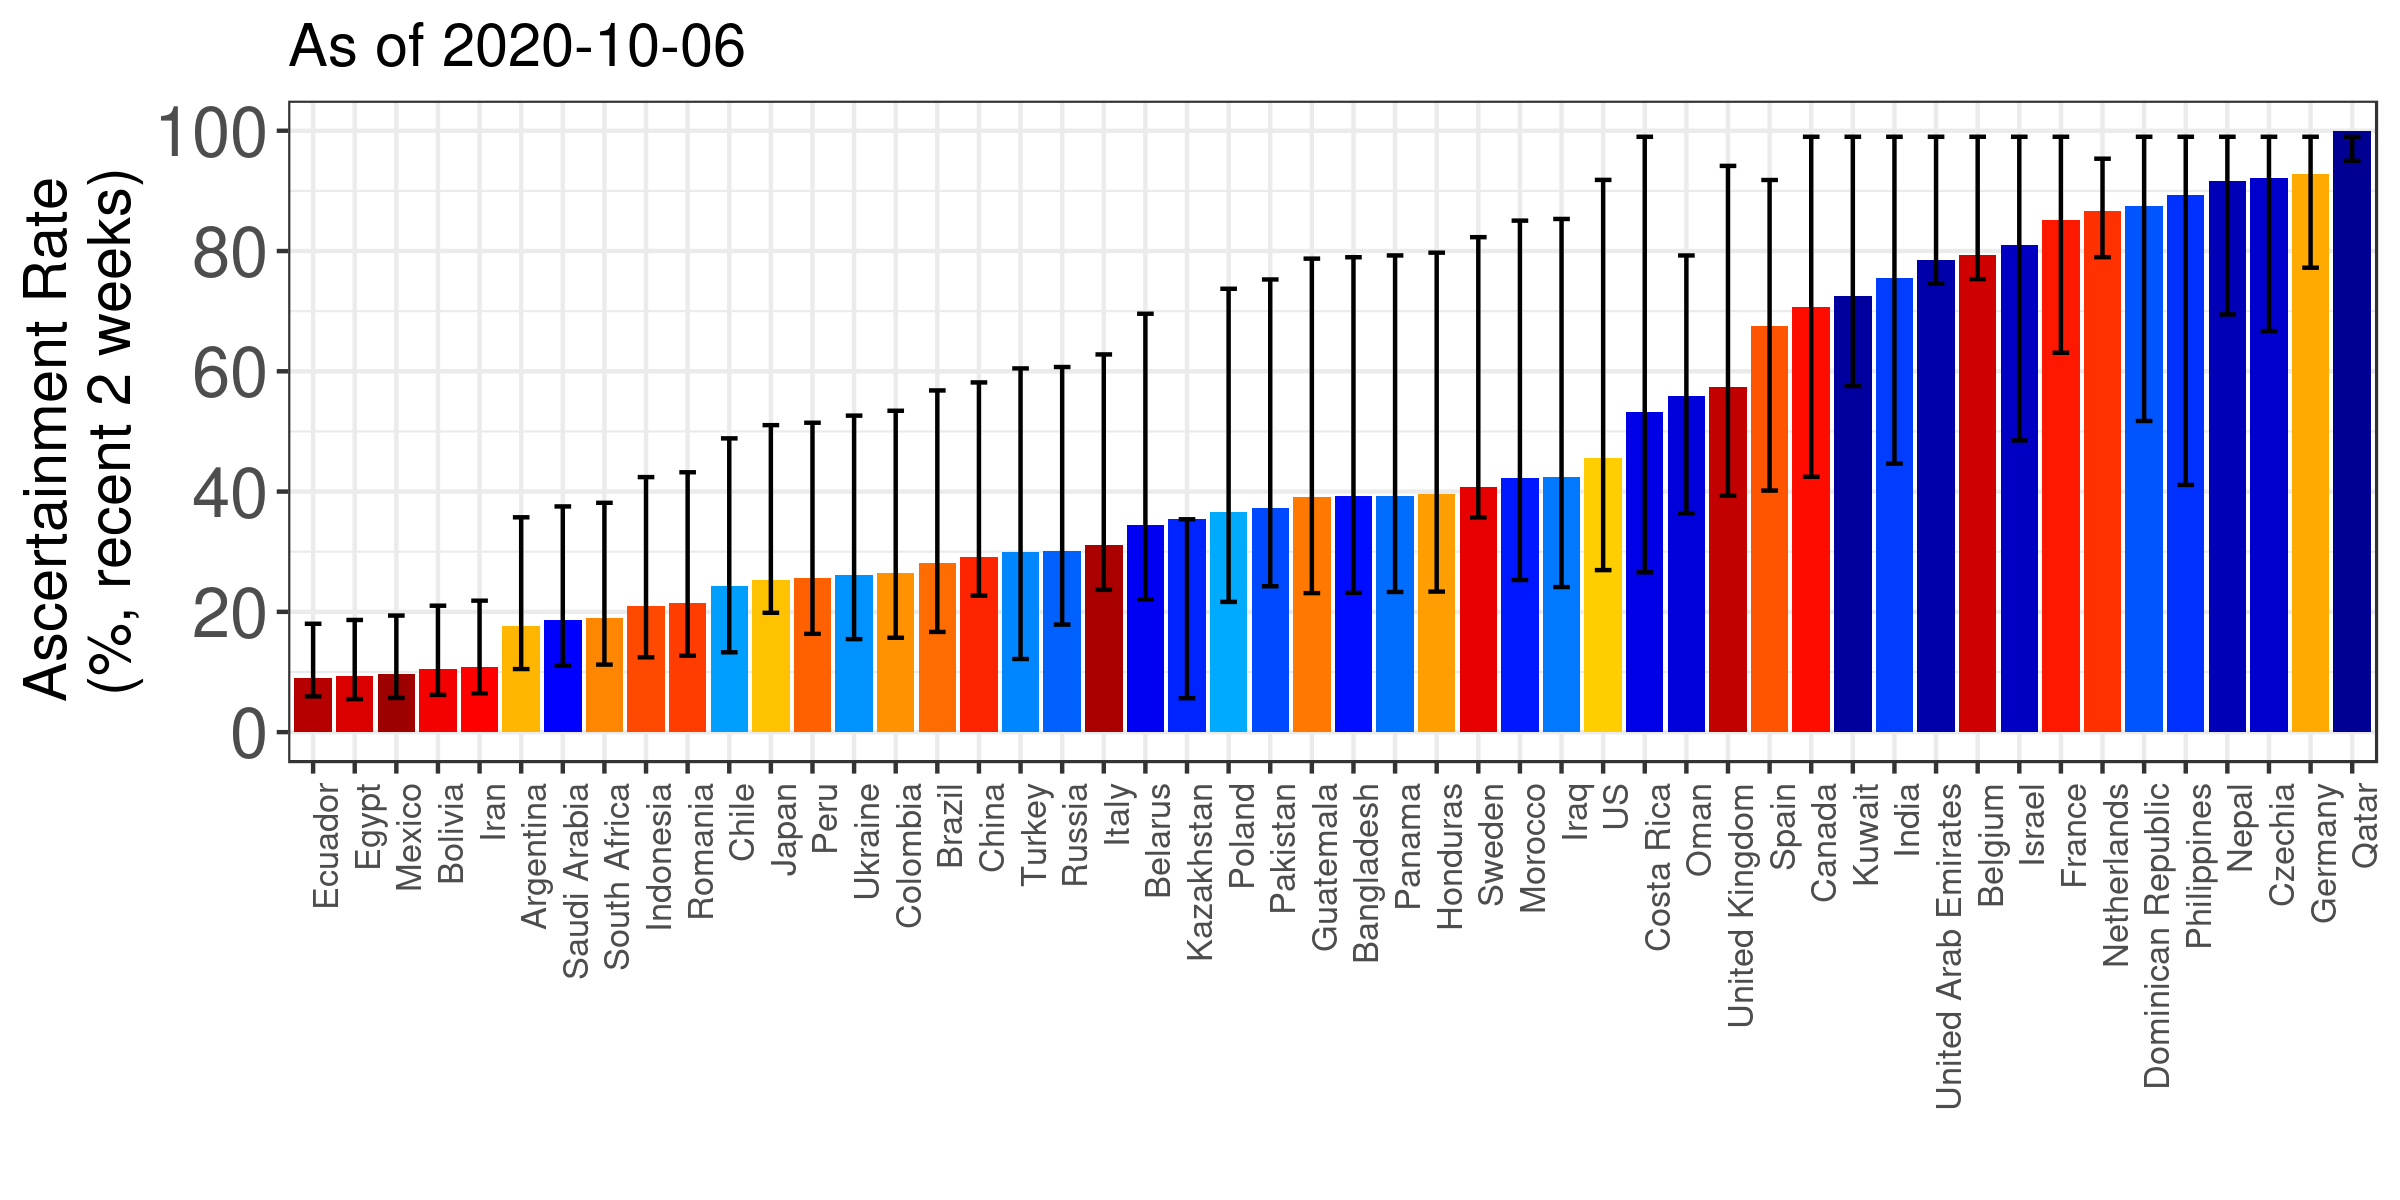 As of 2020-10-06
Ascertainment Rate
(%, recent 2 weeks)
100
80
60
40
20
0
Ecuador
Egypt
Mexico
Bolivia
Iran
Argentina
Saudi Arabia
South Africa
Indonesia
Romania
Chile
Japan
Peru
Ukraine
Colombia
Brazil
China
Turkey
Russia
Italy
Belarus
Kazakhstan
Poland
Pakistan
Guatemala
Bangladesh
Panama
Honduras
Sweden
Morocco
Iraq
US
Costa Rica
Oman
United Kingdom
Spain
Canada
Kuwait
India
United Arab Emirates
Belgium
Israel
France
Netherlands
Dominican Republic
Philippines
Nepal
Czechia
Germany
Qatar